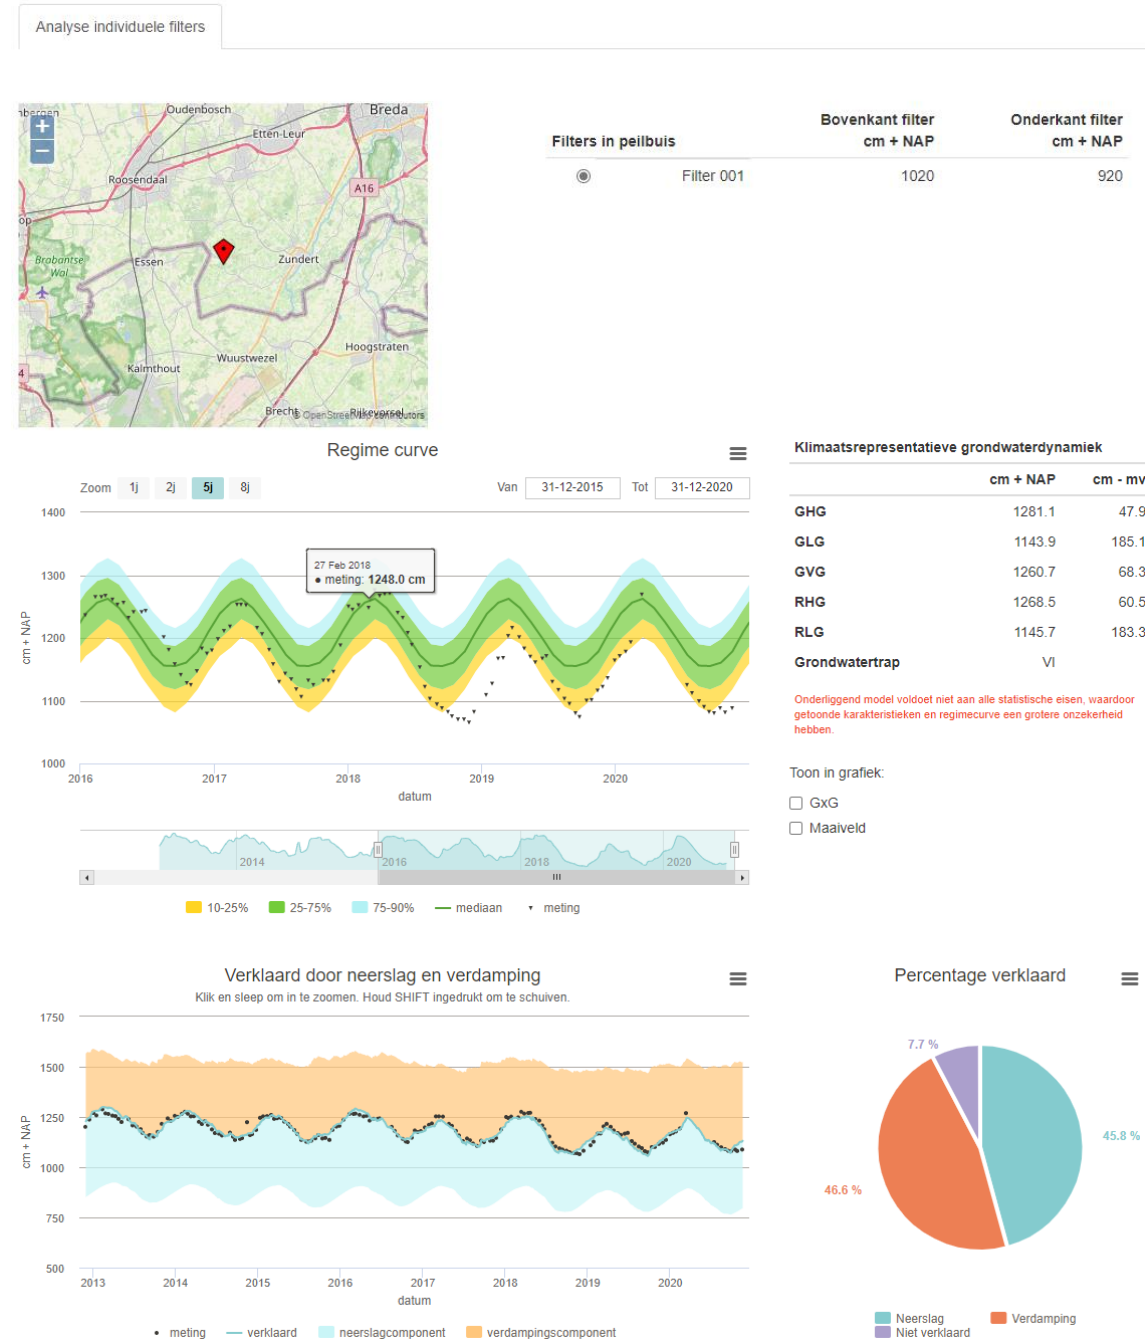 Analyse individuele filters
Oudenbosch
Breda
Etten-Leur
Roosendaal
A16
Brabantse
Wal
Essen
Zundert
Hoogstraten
Wuustwezel
Kalmthout
4
Brecht
Rijkevorsel
© OpenStreetMap contributors
Filters in peilbuis
Bovenkant filter
cm + NAP
Onderkant filter
cm + NAP
Filter 001 1020 920
Regime curve
Zoom 1j 2j 5j 8j Van 31-12-2015 Tot 31-12-2020
1400
1300
1200
1100
1000
cm + NAP
27 Feb 2018
● meting: 1248.0 cm
2016 2017 2018 2019 2020
datum
2014 2016 2018 2020
10-25% 25-75% 75-90% mediaan meting
Klimaatsrepresentatieve grondwaterdynamiek
cm + NAP cm - mv
GHG 1281.1 47.9
GLG 1143.9 185.1
GVG 1260.7 68.3
RHG 1268.5 60.5
RLG 1145.7 183.3
Grondwatertrap VI
Onderliggend model voldoet niet aan alle statistische eisen, waardoor
getoonde karakteristieken en regimecurve een grotere onzekerheid
hebben.
Toon in grafiek:
GxG
Maaiveld
Verklaard door neerslag en verdamping
Klik en sleep om in te zoomen. Houd SHIFT ingedrukt om te schuiven.
1750
1500
1250
1000
750
500
cm + NAP
2013 2014 2015 2016 2017 2018 2019 2020
datum
meting verklaard neerslagcomponent verdampingscomponent
Percentage verklaard
7.7 %
45.8 %
46.6 %
Neerslag Verdamping
Niet verklaard